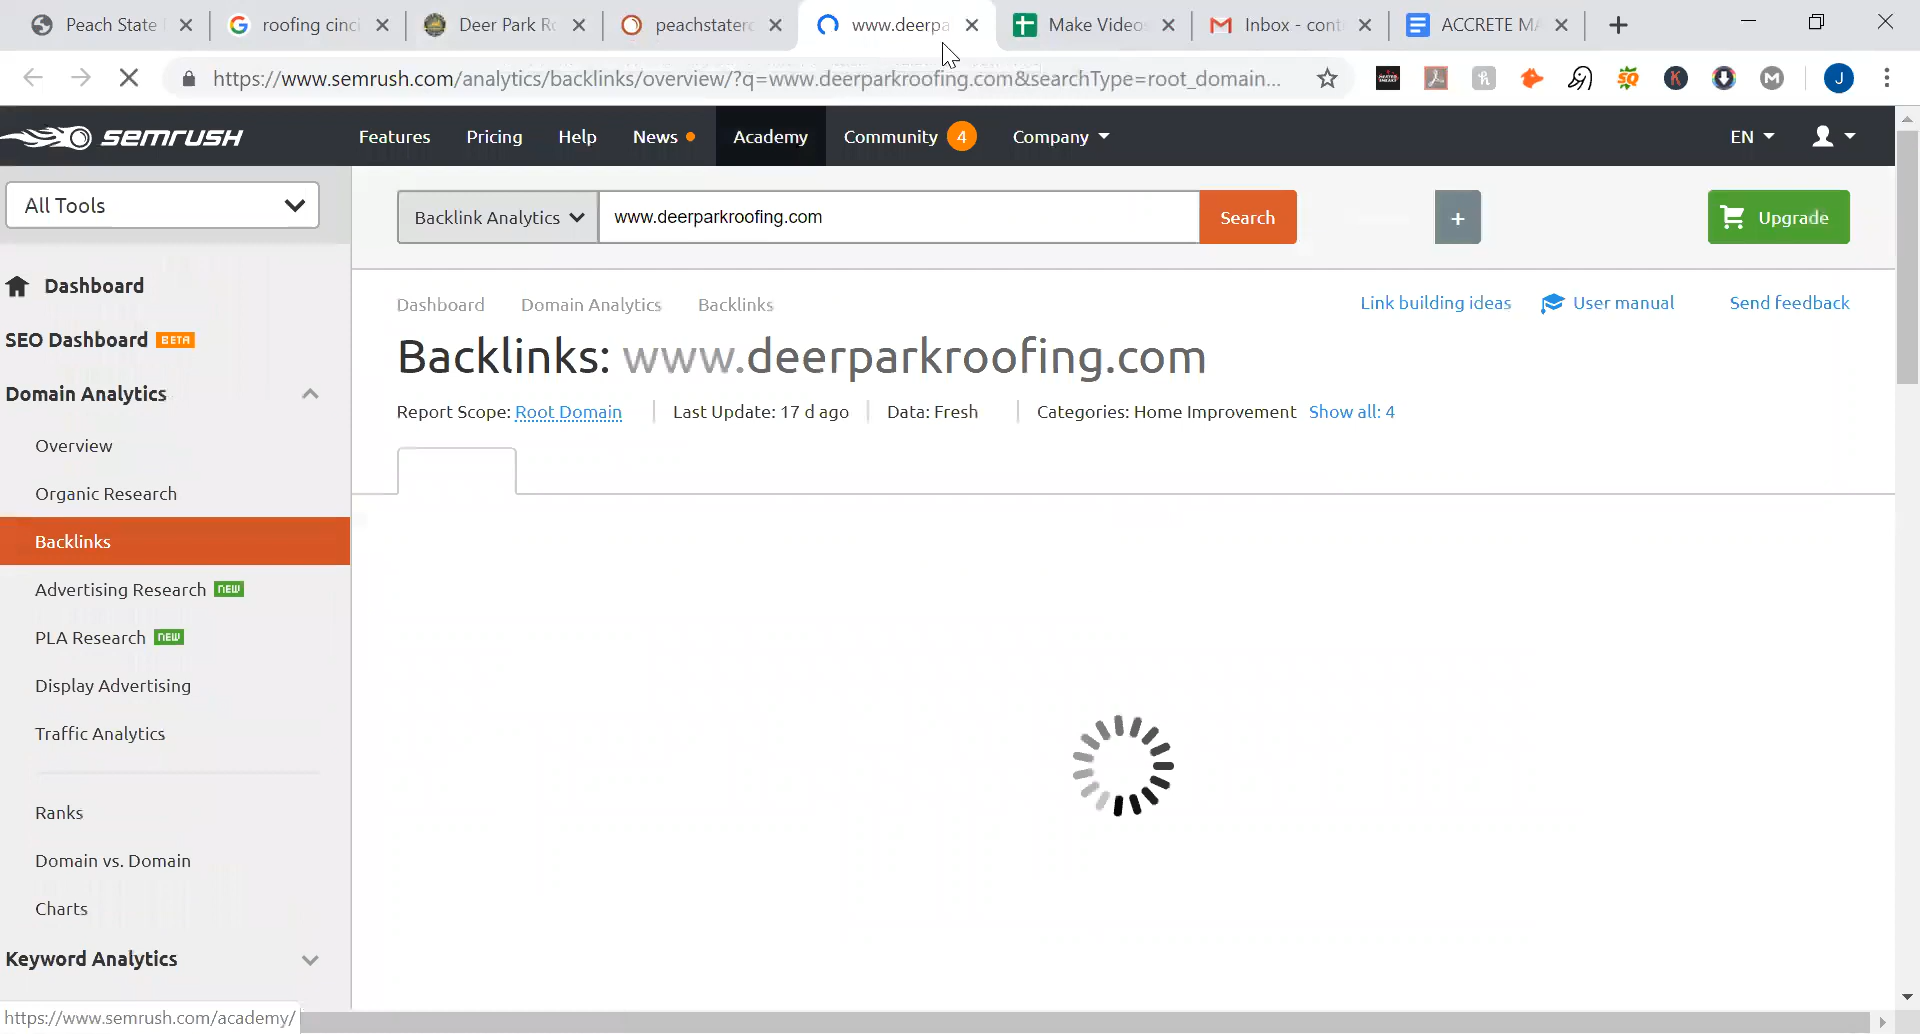 Peach State
roofing cinci
Deer Park Ro
peachstaterc
www.deerpa
Make Videos
Inbox - cont
ACCRETE MA
https://www.semrush.com/analytics/backlinks/overview/?q=www.deerparkroofing.com&searchType=root_domain...
J
SEMRUSH
Features
Pricing
Help
News
Academy
Community 4
Company
EN
All Tools
Backlink Analytics
www.deerparkroofing.com
Search
+
Upgrade
Dashboard
SEO Dashboard BETA
Domain Analytics
Overview
Organic Research
Backlinks
Advertising Research new
PLA Research new
Display Advertising
Traffic Analytics
Ranks
Domain vs. Domain
Charts
Keyword Analytics
Dashboard
Domain Analytics
Backlinks
Link building ideas
User manual
Send feedback
Backlinks: www.deerparkroofing.com
Report Scope: Root Domain
Last Update: 17 d ago
Data: Fresh
Categories: Home Improvement Show all: 4
https://www.semrush.com/academy/